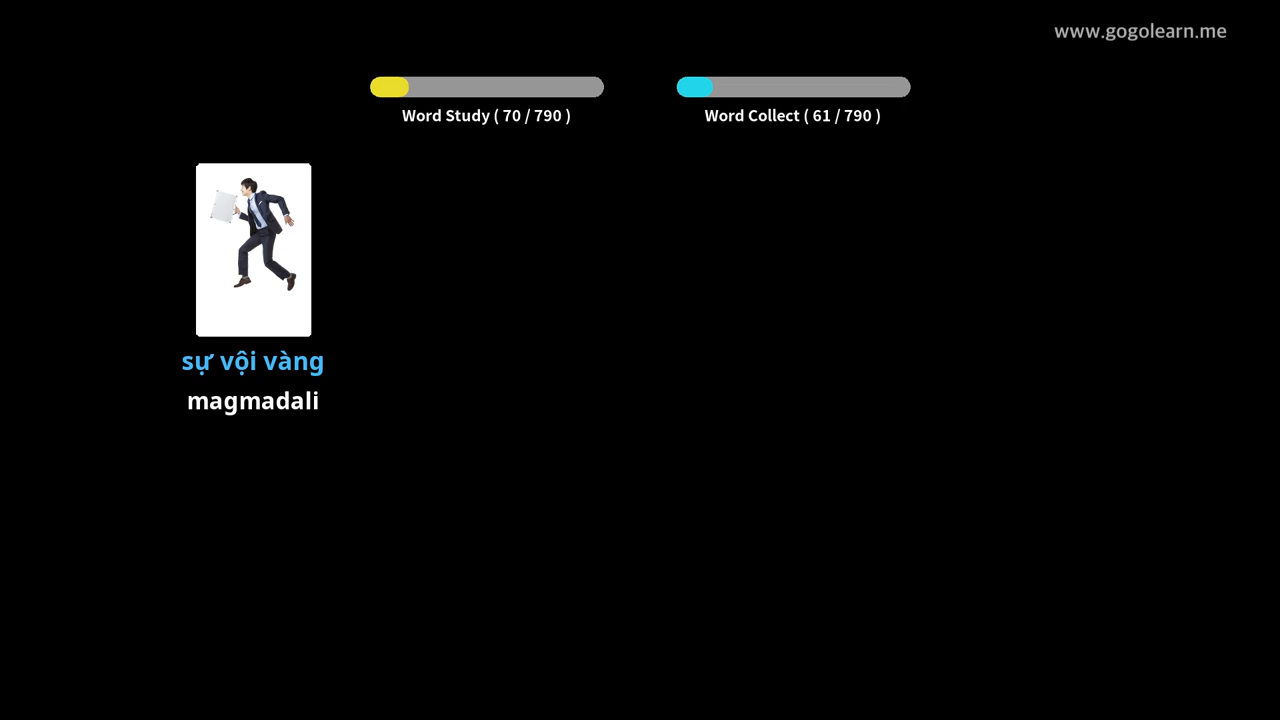 www.gogolearn.me
Word Study ( 70 / 790 )
Word Collect ( 61 / 790 )
sự vội vàng
magmadali